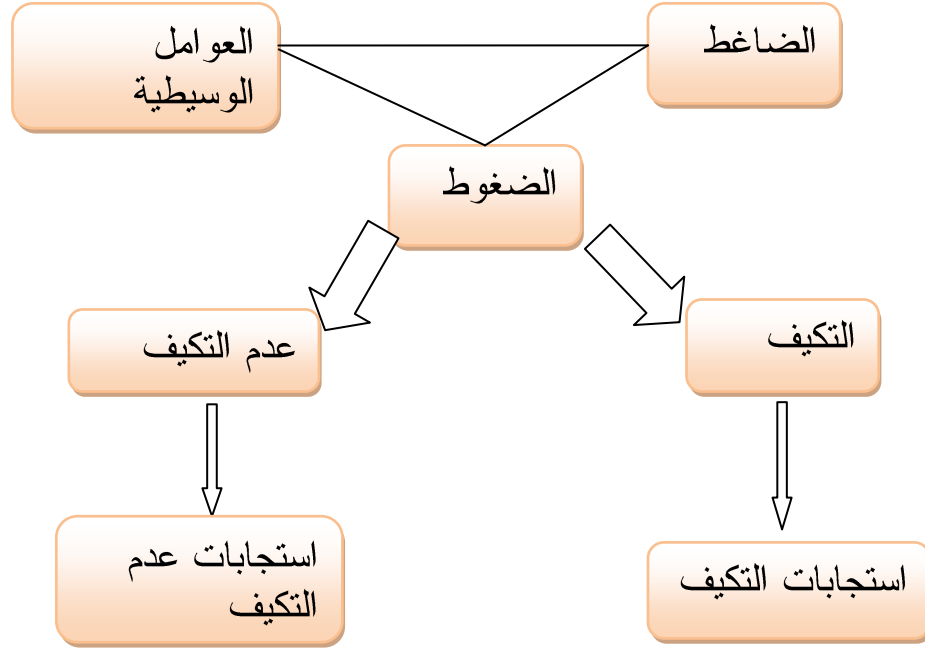 الضاغط
العوامل
الوسيطية
الضغوط
التكيف
عدم التكيف
استجابات التكيف
استجابات عدم
التكيف